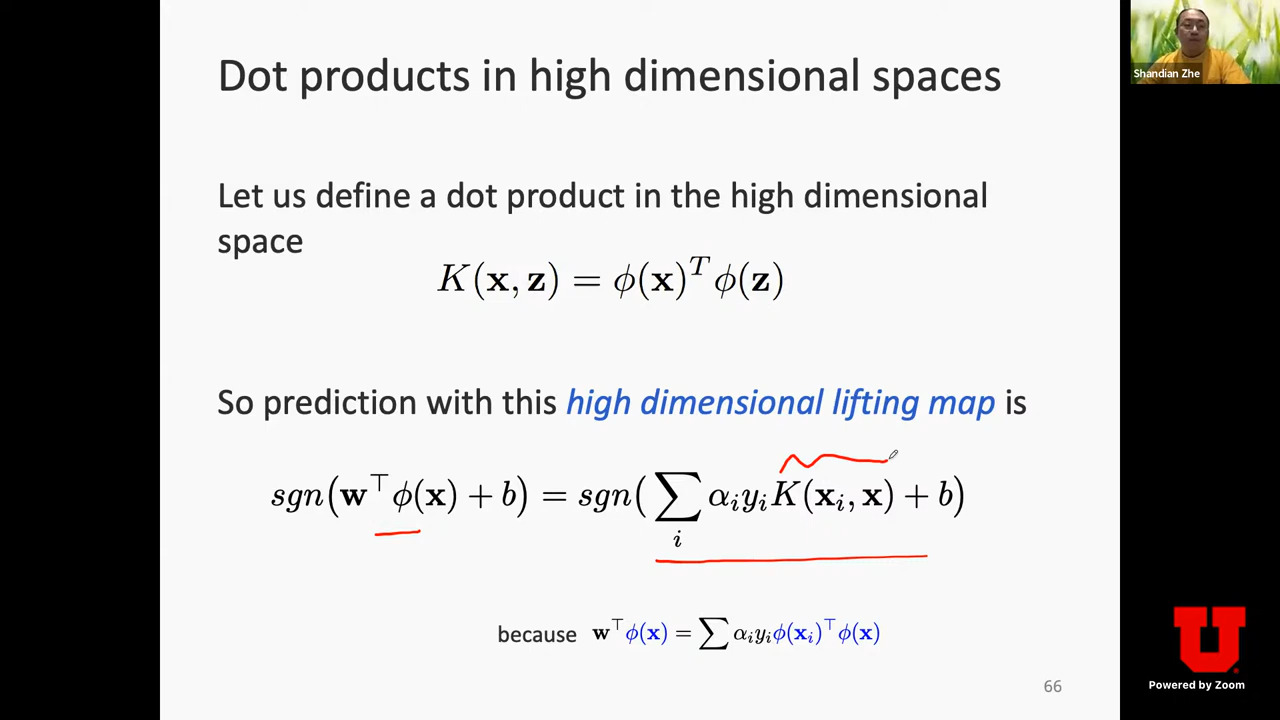 Dot products in high dimensional spaces
Shandian Zhe
Let us define a dot product in the high dimensional
space
K(x, z) = ϕ(x)^T ϕ(z)
So prediction with this high dimensional lifting map is
sgn(w^⊤ϕ(x) + b) = sgn(∑_i α_i y_i K(x_i, x) + b)
because w^⊤ϕ(x) = ∑ α_i y_i ϕ(x_i)^⊤ϕ(x)
66
U
Powered by Zoom